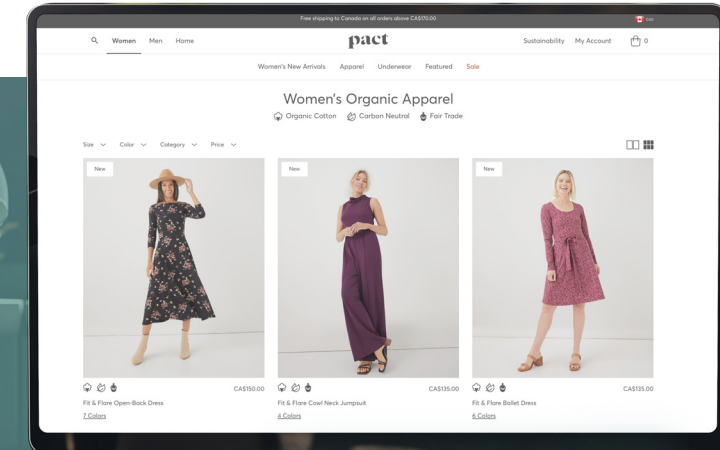 Free shipping to Canada on all orders above CA$170.00
CAD
Women Men Home
pact
Sustainability My Account 0
Women's New Arrivals Apparel Underwear Featured Sale
Women's Organic Apparel
Organic Cotton Carbon Neutral Fair Trade
Size Color Category Price
New New New
CA$150.00 CA$135.00 CA$135.00
Fit & Flare Open-Back Dress Fit & Flare Cowl Neck Jumpsuit Fit & Flare Ballet Dress
7 Colors 4 Colors 6 Colors